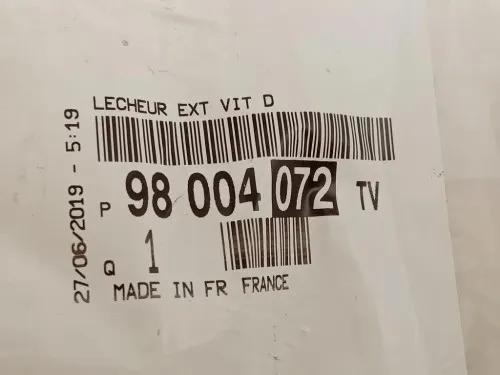 LECHEUR EXT VIT D
P 98 004 072 TV
Q 1
MADE IN FR FRANCE
27/06/2019 - 5:19